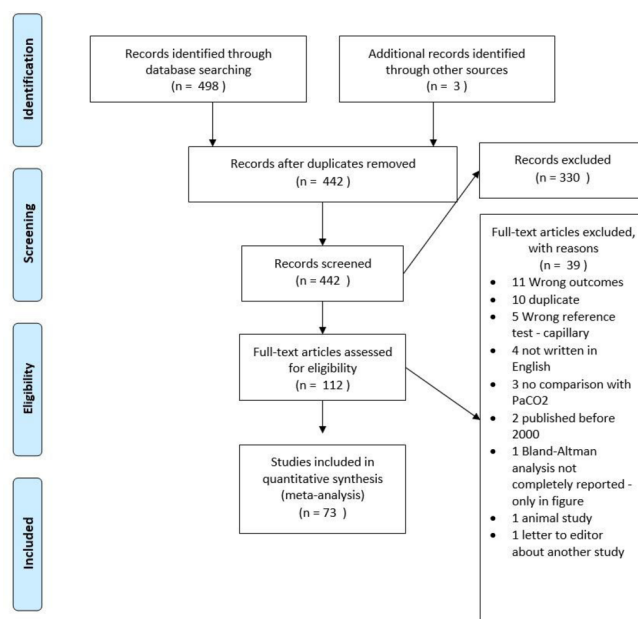 Identification
Records identified through
database searching
(n = 498 )
Additional records identified
through other sources
(n = 3 )
Records after duplicates removed
(n = 442 )
Records excluded
(n = 330 )
Screening
Records screened
(n = 442 )
Full-text articles excluded,
with reasons
(n = 39 )
• 11 Wrong outcomes
• 10 duplicate
• 5 Wrong reference
test - capillary
• 4 not written in
English
• 3 no comparison with
PaCO2
• 2 published before
2000
• 1 Bland-Altman
analysis not
completely reported -
only in figure
• 1 animal study
• 1 letter to editor
about another study
Eligibility
Full-text articles assessed
for eligibility
(n = 112 )
Included
Studies included in
quantitative synthesis
(meta-analysis)
(n = 73 )